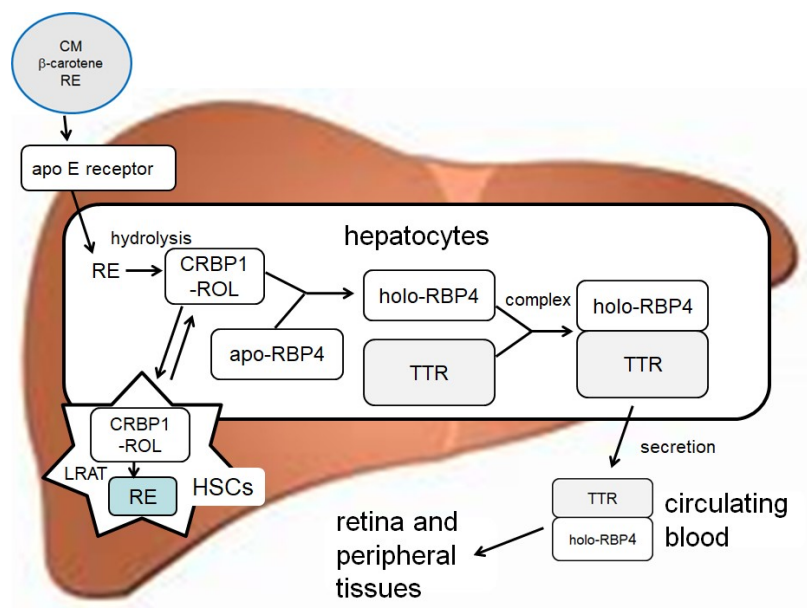 CM
β-carotene
RE
apo E receptor
hepatocytes
hydrolysis
RE
CRBP1
-ROL
apo-RBP4
holo-RBP4
TTR
complex
holo-RBP4
TTR
CRBP1
-ROL
LRAT
RE
HSCs
secretion
TTR
holo-RBP4
circulating
blood
retina and
peripheral
tissues